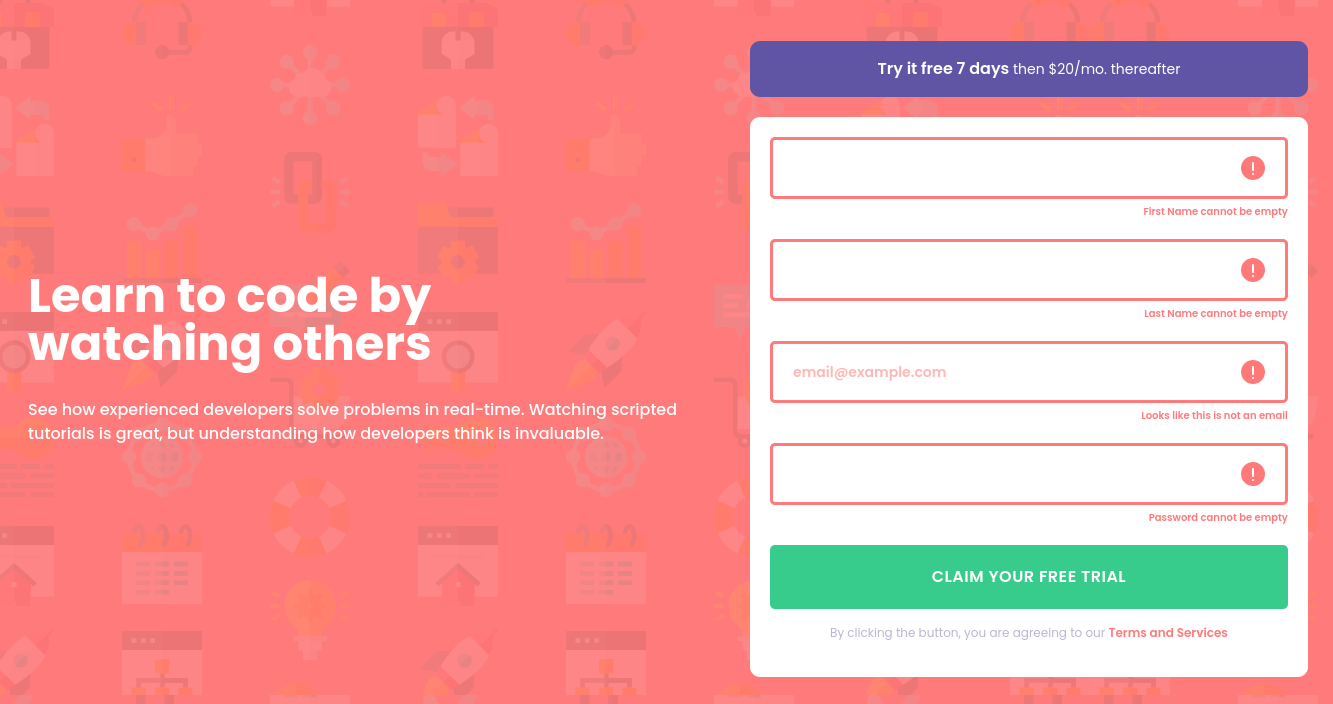 Learn to code by
watching others
See how experienced developers solve problems in real-time. Watching scripted
tutorials is great, but understanding how developers think is invaluable.
Try it free 7 days then $20/mo. thereafter
First Name cannot be empty
Last Name cannot be empty
email@example.com
Looks like this is not an email
Password cannot be empty
CLAIM YOUR FREE TRIAL
By clicking the button, you are agreeing to our Terms and Services